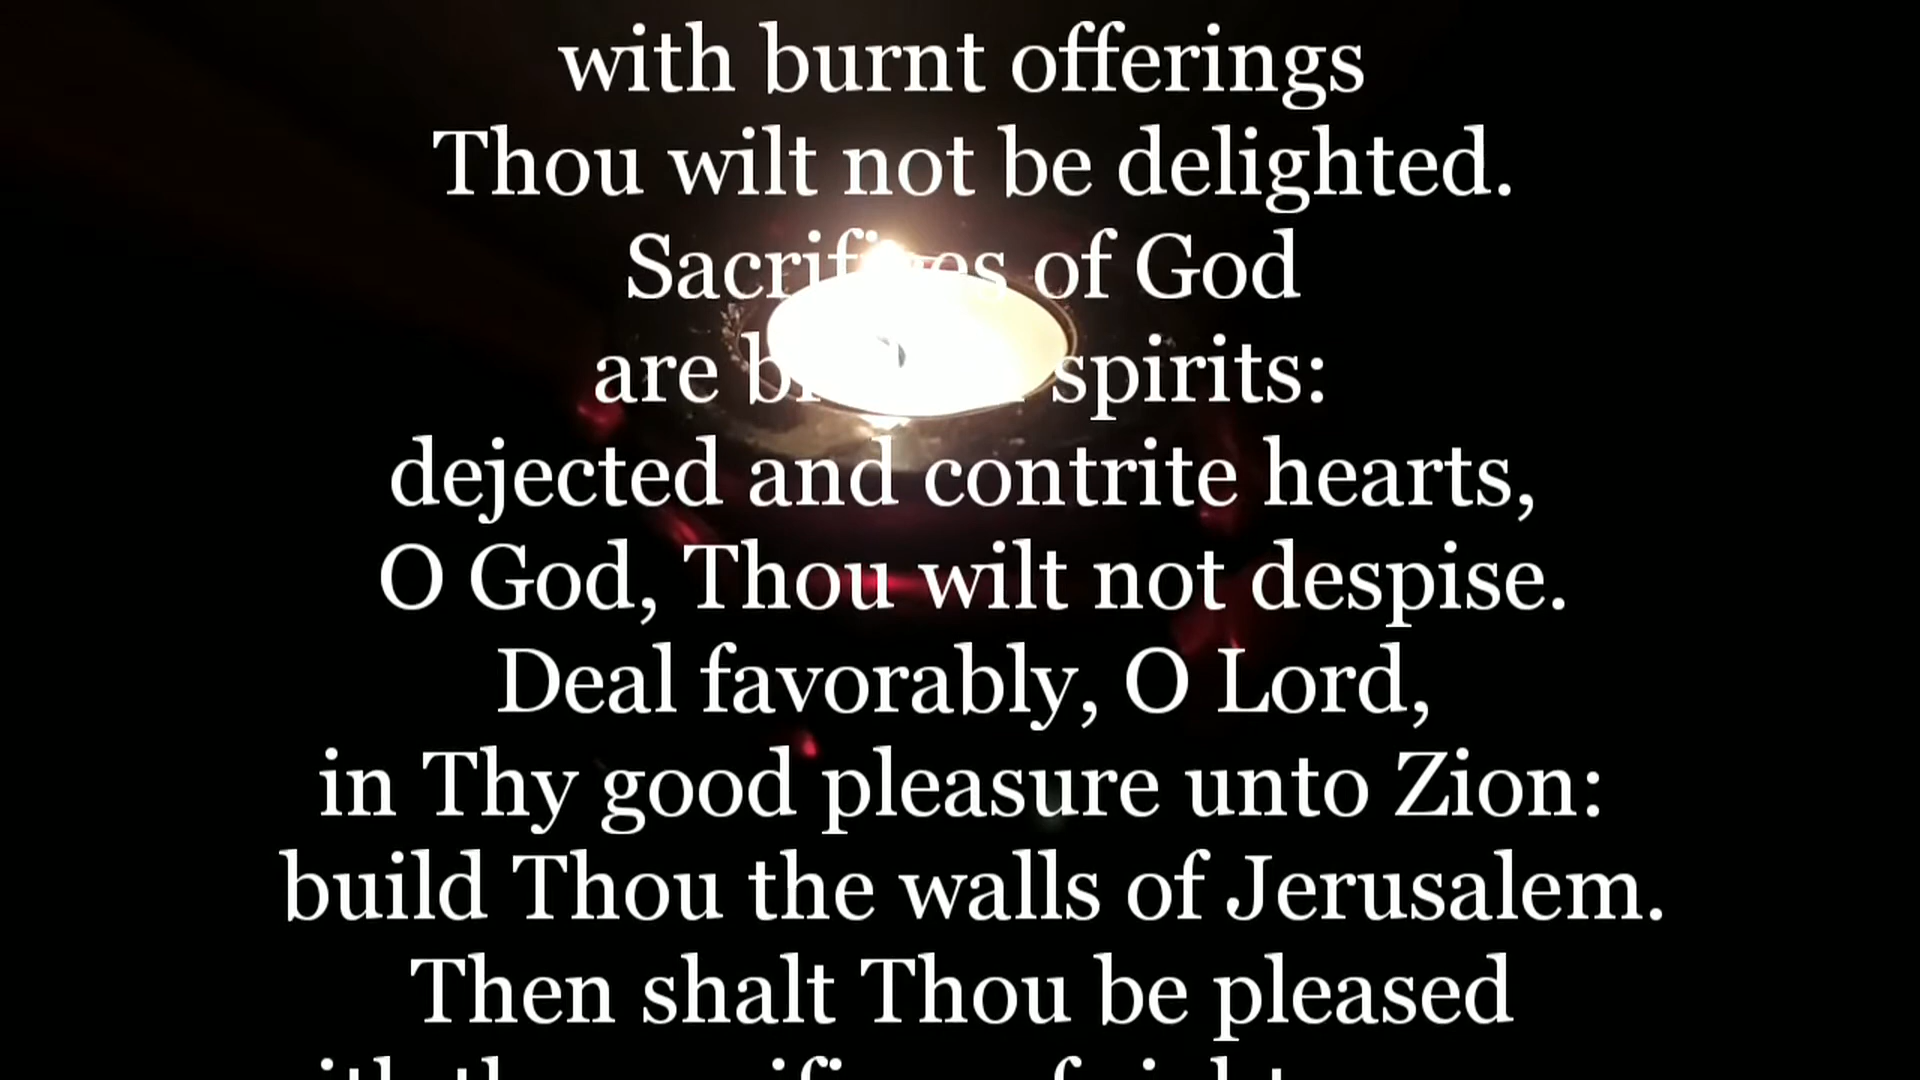 with burnt offerings
Thou wilt not be delighted.
Sacrifices of God
are spirits:
dejected and contrite hearts,
O God, Thou wilt not despise.
Deal favorably, O Lord,
in Thy good pleasure unto Zion:
build Thou the walls of Jerusalem.
Then shalt Thou be pleased